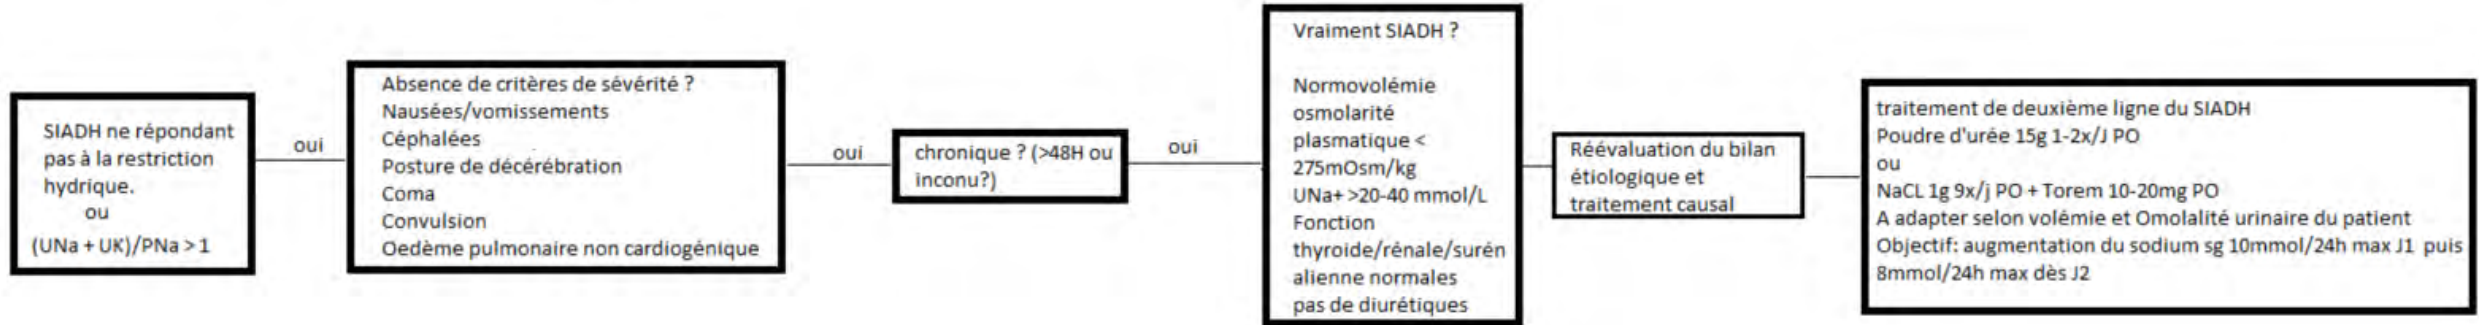 SIADH ne répondant
pas à la restriction
hydrique.
ou
(UNa + UK)/PNa > 1
oui
Absence de critères de sévérité ?
Nausées/vomissements
Céphalées
Posture de décérébration
Coma
Convulsion
Oedème pulmonaire non cardiogénique
oui
chronique ? (>48H ou
inconu?)
oui
Vraiment SIADH ?
Normovolémie
osmolarité
plasmatique <
275mOsm/kg
UNa+ >20-40 mmol/L
Fonction
thyroide/rénale/surén
alienne normales
pas de diurétiques
Réévaluation du bilan
étiologique et
traitement causal
traitement de deuxième ligne du SIADH
Poudre d'urée 15g 1-2x/J PO
ou
NaCL 1g 9x/j PO + Torem 10-20mg PO
A adapter selon volémie et Omolalité urinaire du patient
Objectif: augmentation du sodium sg 10mmol/24h max J1 puis
8mmol/24h max dès J2